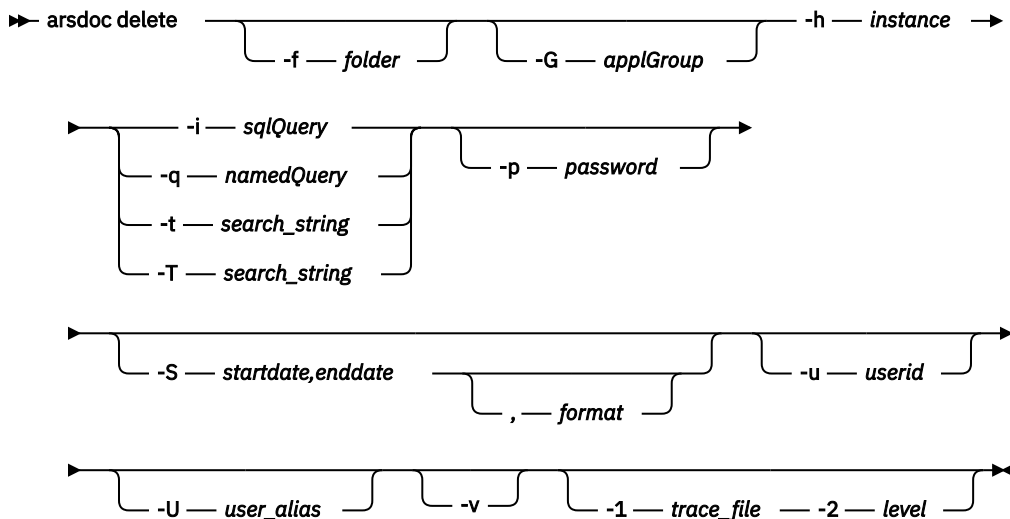 arsdoc delete
-f folder
-G applGroup
-h instance
-i sqlQuery
-q namedQuery
-t search_string
-T search_string
-p password
-S startdate,enddate
, format
-u userid
-U user_alias
-v
-1 trace_file -2 level